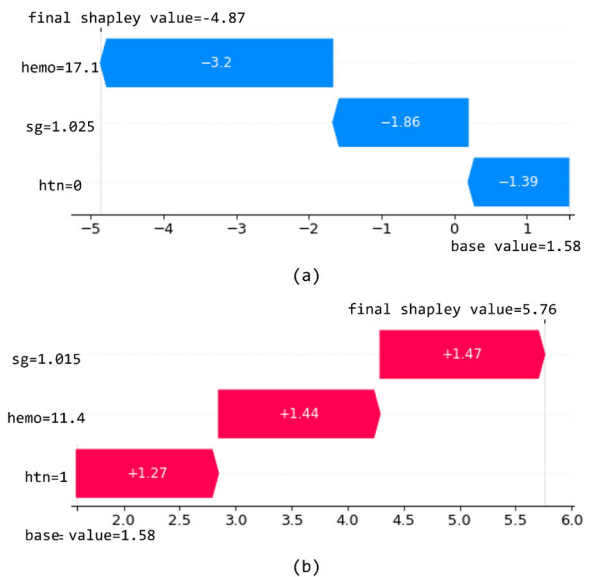 final shapley value=-4.87
hemo=17.1
−3.2
sg=1.025
−1.86
htn=0
−1.39
−5 −4 −3 −2 −1 0 1
base value=1.58
(a)
final shapley value=5.76
sg=1.015
+1.47
hemo=11.4
+1.44
htn=1
+1.27
2.0 2.5 3.0 3.5 4.0 4.5 5.0 5.5 6.0
base= value=1.58
(b)